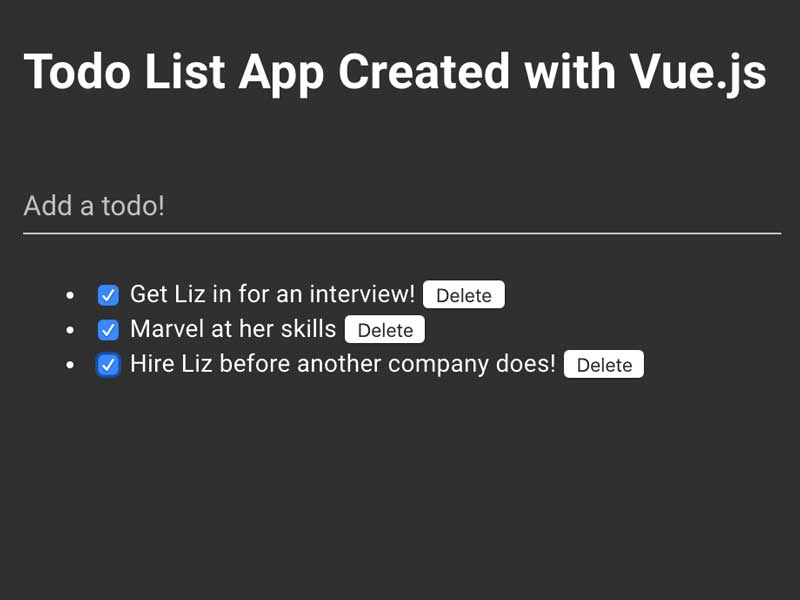 Todo List App Created with Vue.js
Add a todo!
Get Liz in for an interview! Delete
Marvel at her skills Delete
Hire Liz before another company does! Delete